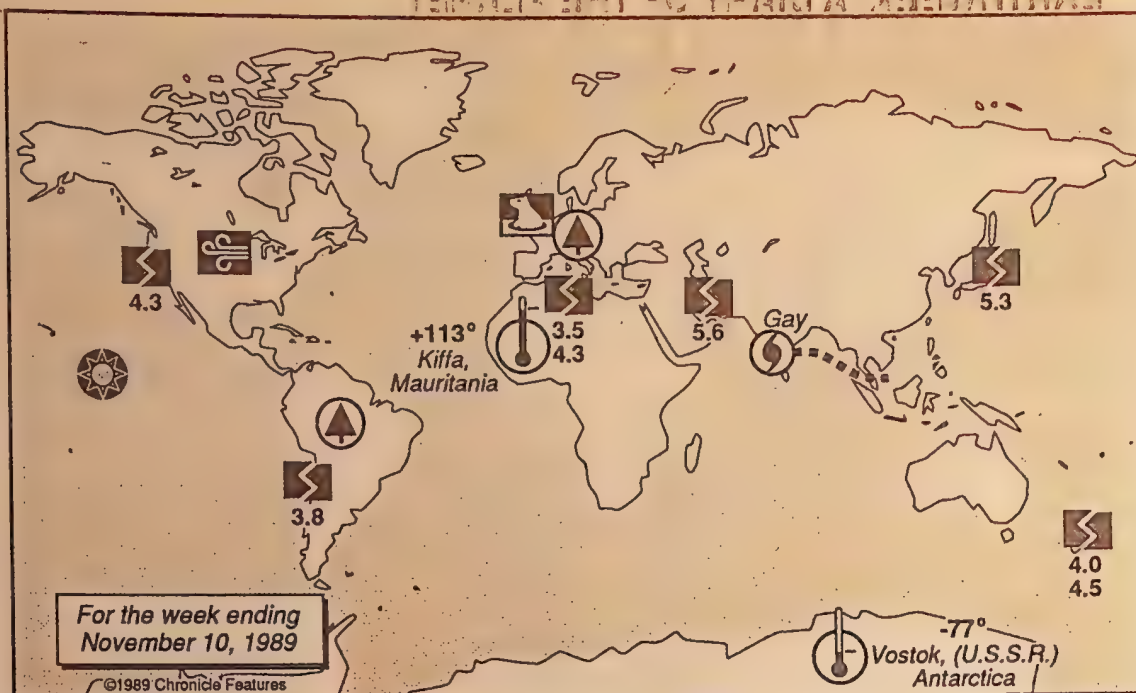 4.3
+113°
Kiffa,
Mauritania
3.5
4.3
5.6
Gay
5.3
3.8
4.0
4.5
For the week ending
November 10, 1989
©1989 Chronicle Features
-77°
Vostok, (U.S.S.R.)
Antarctica